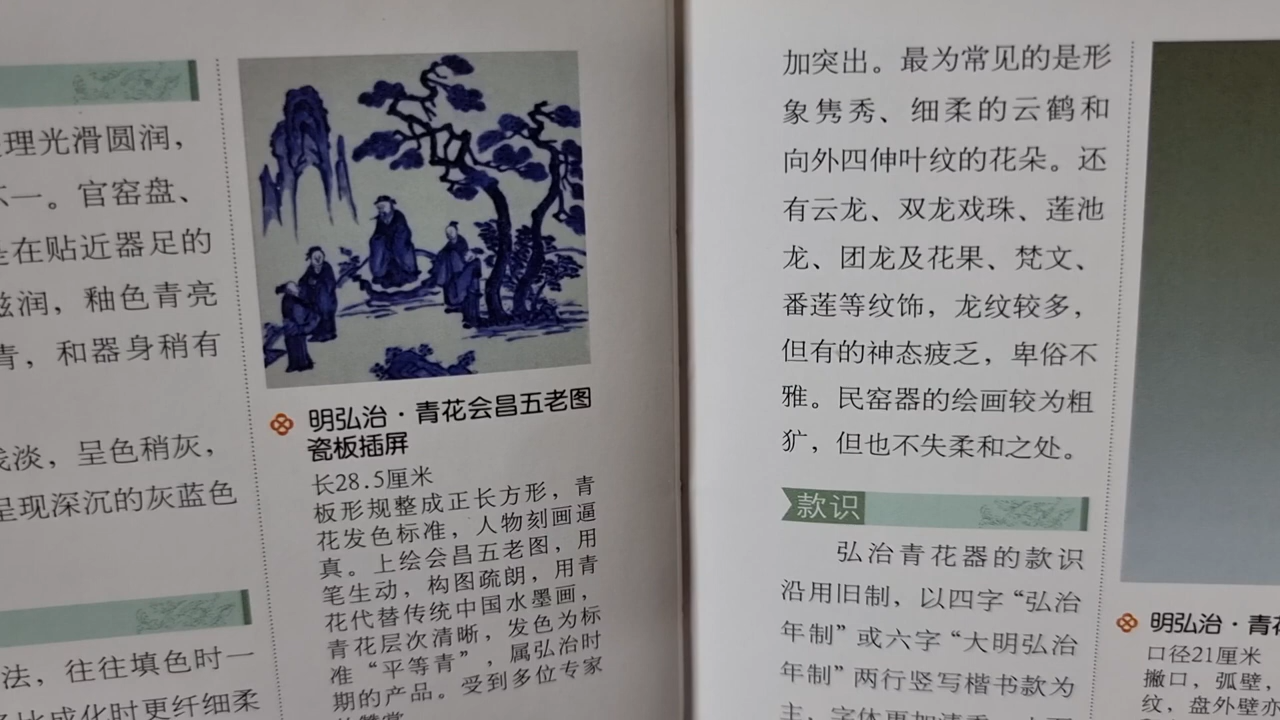 理光滑圆润，
一。官窑盘、
在贴近器足的
滋润，釉色青亮
青，和器身稍有
浅淡，呈色稍灰，
呈现深沉的灰蓝色
法，往往填色时一
成化时更纤细柔
明弘治·青花会昌五老图
瓷板插屏
长28.5厘米
板形规整成正长方形，青
花发色标准，人物刻画逼
真。上绘会昌五老图，用
笔生动，构图疏朗，用青
花代替传统中国水墨画，
青花层次清晰，发色为标
准“平等青”，属弘治时
期的产品。受到多位专家
加突出。最为常见的是形
象隽秀、细柔的云鹤和
向外四伸叶纹的花朵。还
有云龙、双龙戏珠、莲池
龙、团龙及花果、梵文、
番莲等纹饰，龙纹较多，
但有的神态疲乏，卑俗不
雅。民窑器的绘画较为粗
犷，但也不失柔和之处。
款识
弘治青花器的款识
沿用旧制，以四字“弘治
年制”或六字“大明弘治
年制”两行竖写楷书款为
主，字体更加清秀
明弘治·青花
口径21厘米
撇口，弧壁，
纹，盘外壁亦